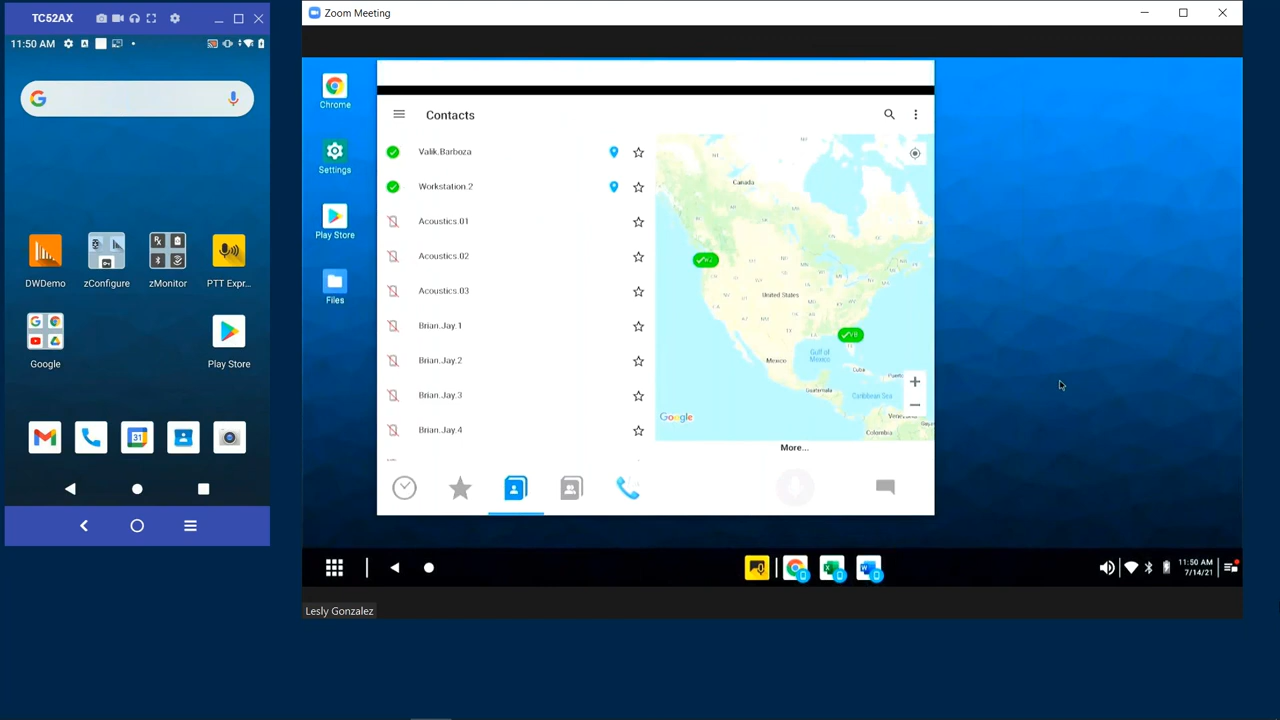 TC52AX
11:50 AM
DWDemo
zConfigure
zMonitor
PTT Expr...
Google
Play Store
31
Zoom Meeting
Chrome
Settings
Play Store
Files
Contacts
Valik.Barboza
Workstation.2
Acoustics.01
Acoustics.02
Acoustics.03
Brian.Jay.1
Brian.Jay.2
Brian.Jay.3
Brian.Jay.4
Canada
United States
Mexico
Gulf of
Mexico
Cuba
Guatemala
Caribbean Sea
Colombia
Google
More...
11:50 AM
7/14/21
Lesly Gonzalez